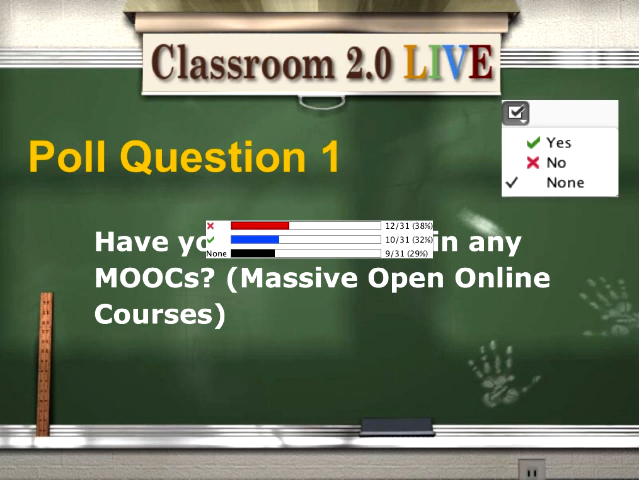 Classroom 2.0 LIVE
Poll Question 1
Yes
No
None
12/31 (38%)
10/31 (32%)
None 9/31 (29%)
Have yo in any
MOOCs? (Massive Open Online
Courses)